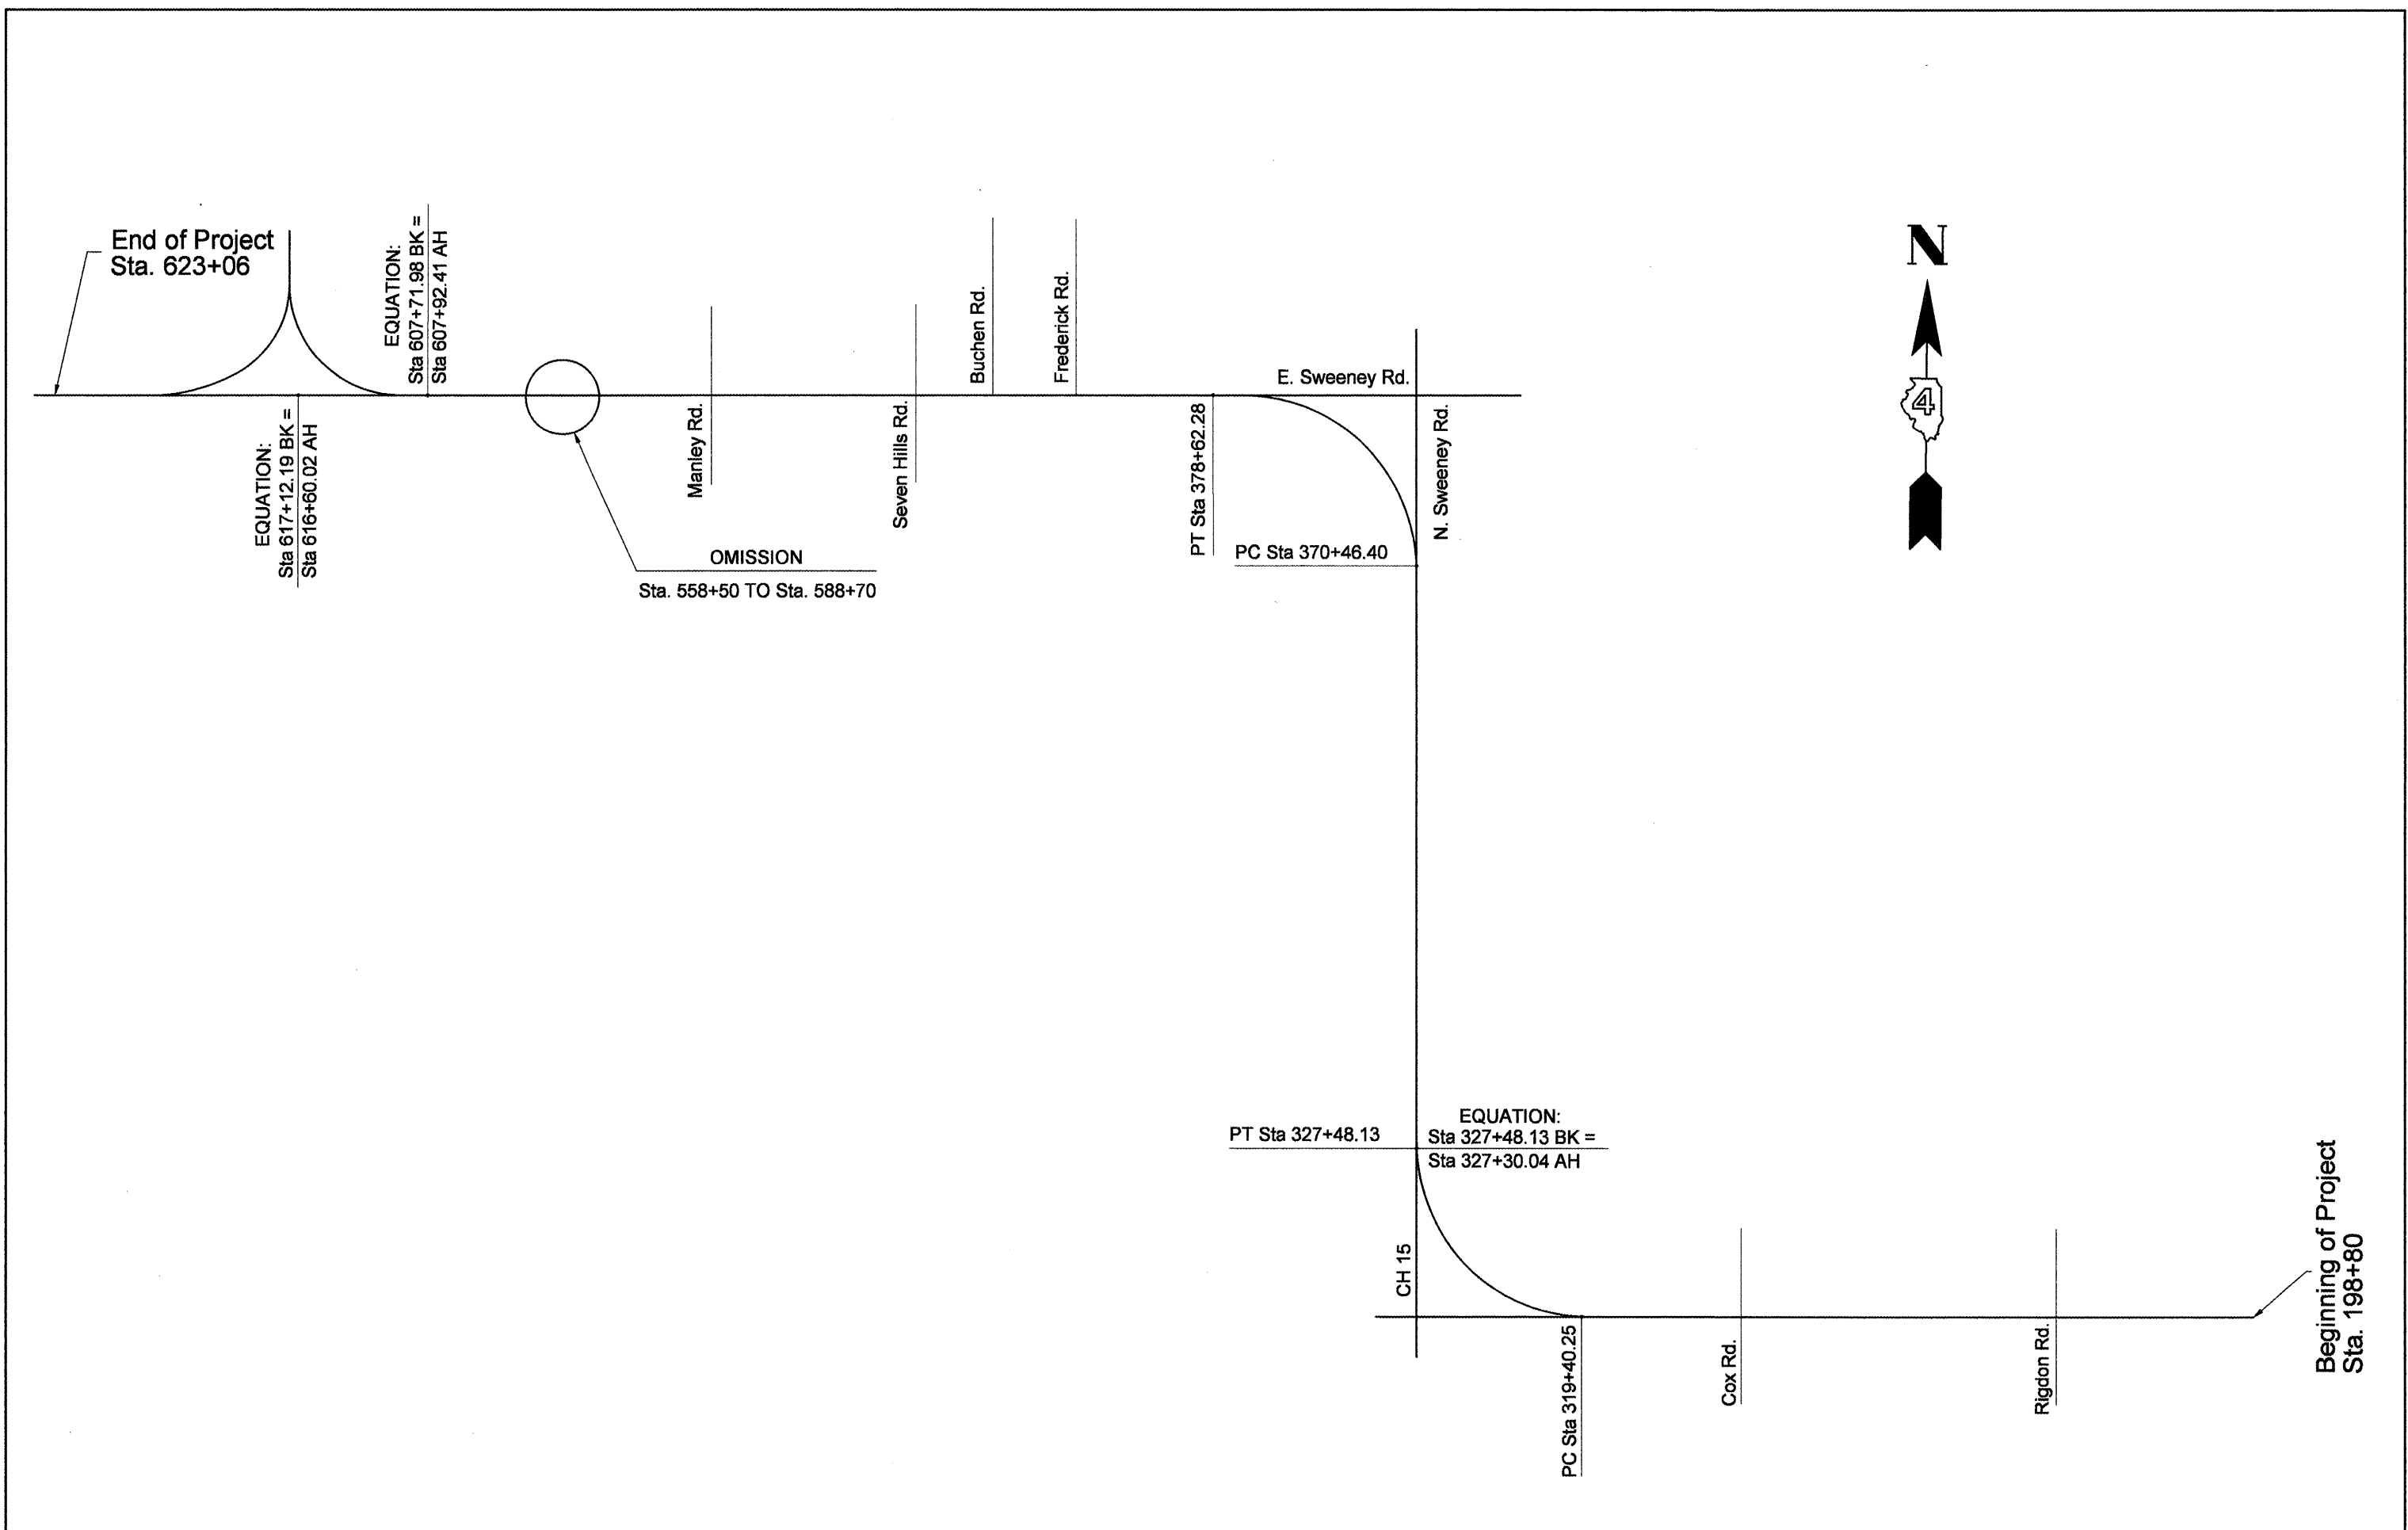 End of Project
Sta. 623+06
EQUATION:
Sta 607+71.98 BK =
Sta 607+92.41 AH
EQUATION:
Sta 617+12.19 BK =
Sta 616+60.02 AH
OMISSION
Sta. 558+50 TO Sta. 588+70
Manley Rd.
Seven Hills Rd.
Buchen Rd.
Frederick Rd.
PT Sta 378+62.28
E. Sweeney Rd.
N. Sweeney Rd.
PC Sta 370+46.40
N
4
PT Sta 327+48.13
EQUATION:
Sta 327+48.13 BK =
Sta 327+30.04 AH
CH 15
PC Sta 319+40.25
Cox Rd.
Rigdon Rd.
Beginning of Project
Sta. 198+80